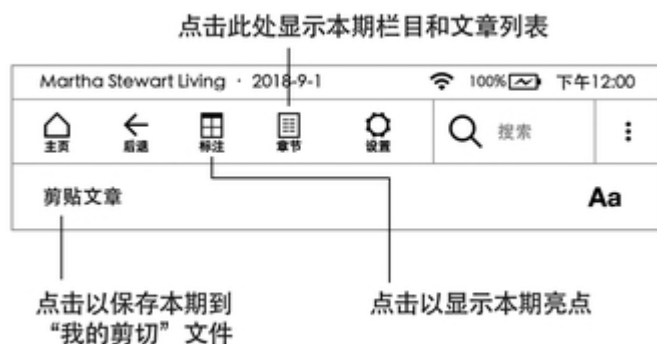 点击此处显示本期栏目和文章列表
Martha Stewart Living · 2018-9-1 100% 下午12:00
主页 后退 标注 章节 设置 搜索
剪贴文章 Aa
点击以保存本期到 点击以显示本期亮点
“我的剪切”文件